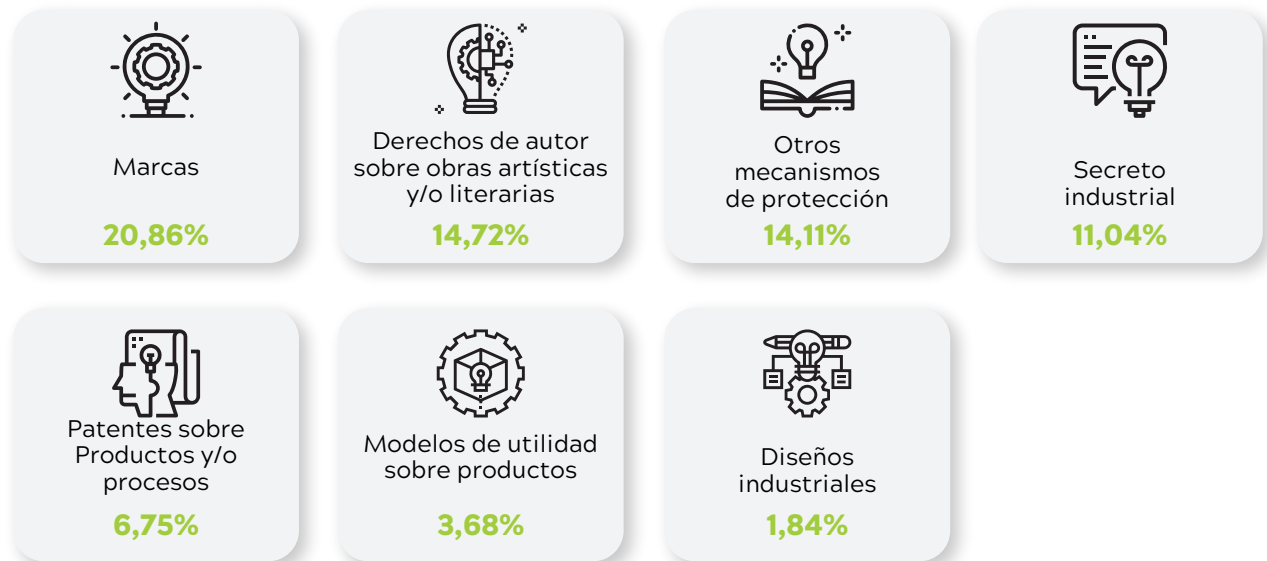 Marcas
20,86%
Derechos de autor
sobre obras artísticas
y/o literarias
14,72%
Otros
mecanismos
de protección
14,11%
Secreto
industrial
11,04%
Patentes sobre
Productos y/o
procesos
6,75%
Modelos de utilidad
sobre productos
3,68%
Diseños
industriales
1,84%